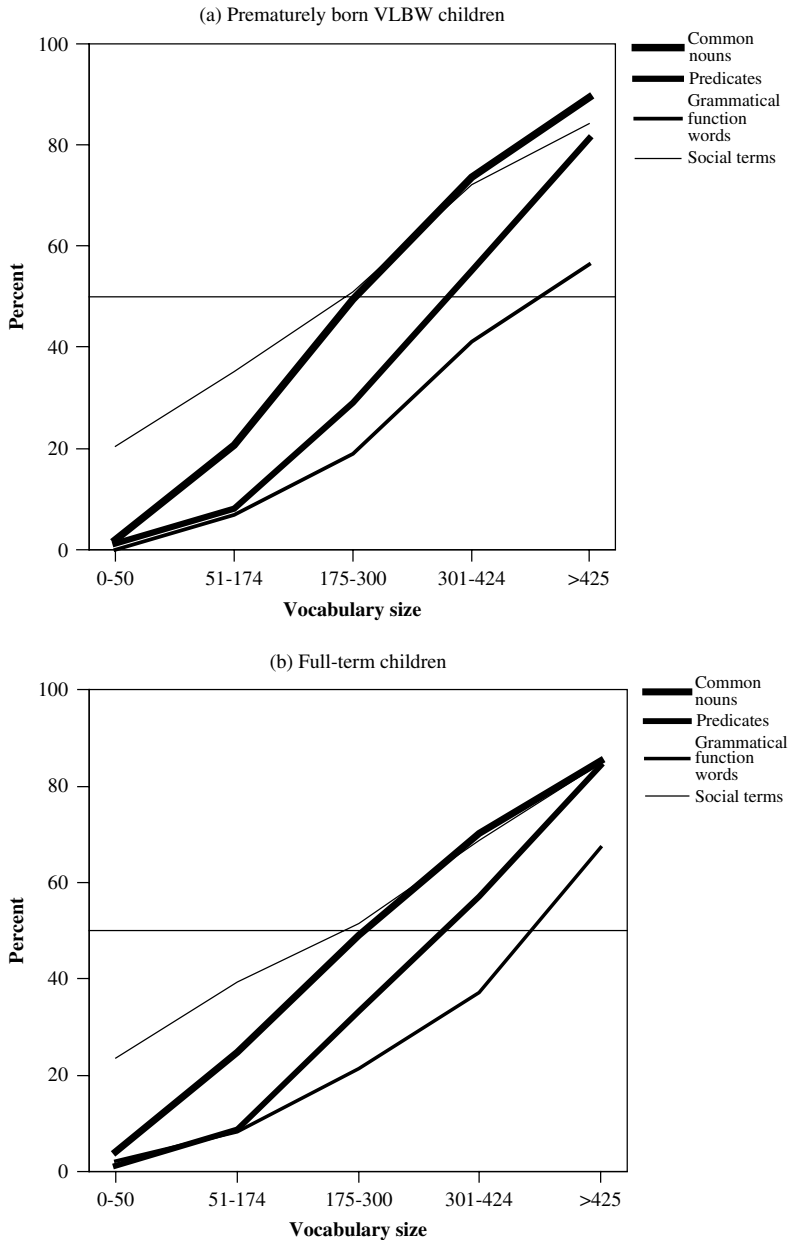 (a) Prematurely born VLBW children
100
80
60
40
20
0
Percent
0-50 51-174 175-300 301-424 >425
Vocabulary size
Common
nouns
Predicates
Grammatical
function
words
Social terms
(b) Full-term children
100
80
60
40
20
0
Percent
0-50 51-174 175-300 301-424 >425
Vocabulary size
Common
nouns
Predicates
Grammatical
function
words
Social terms